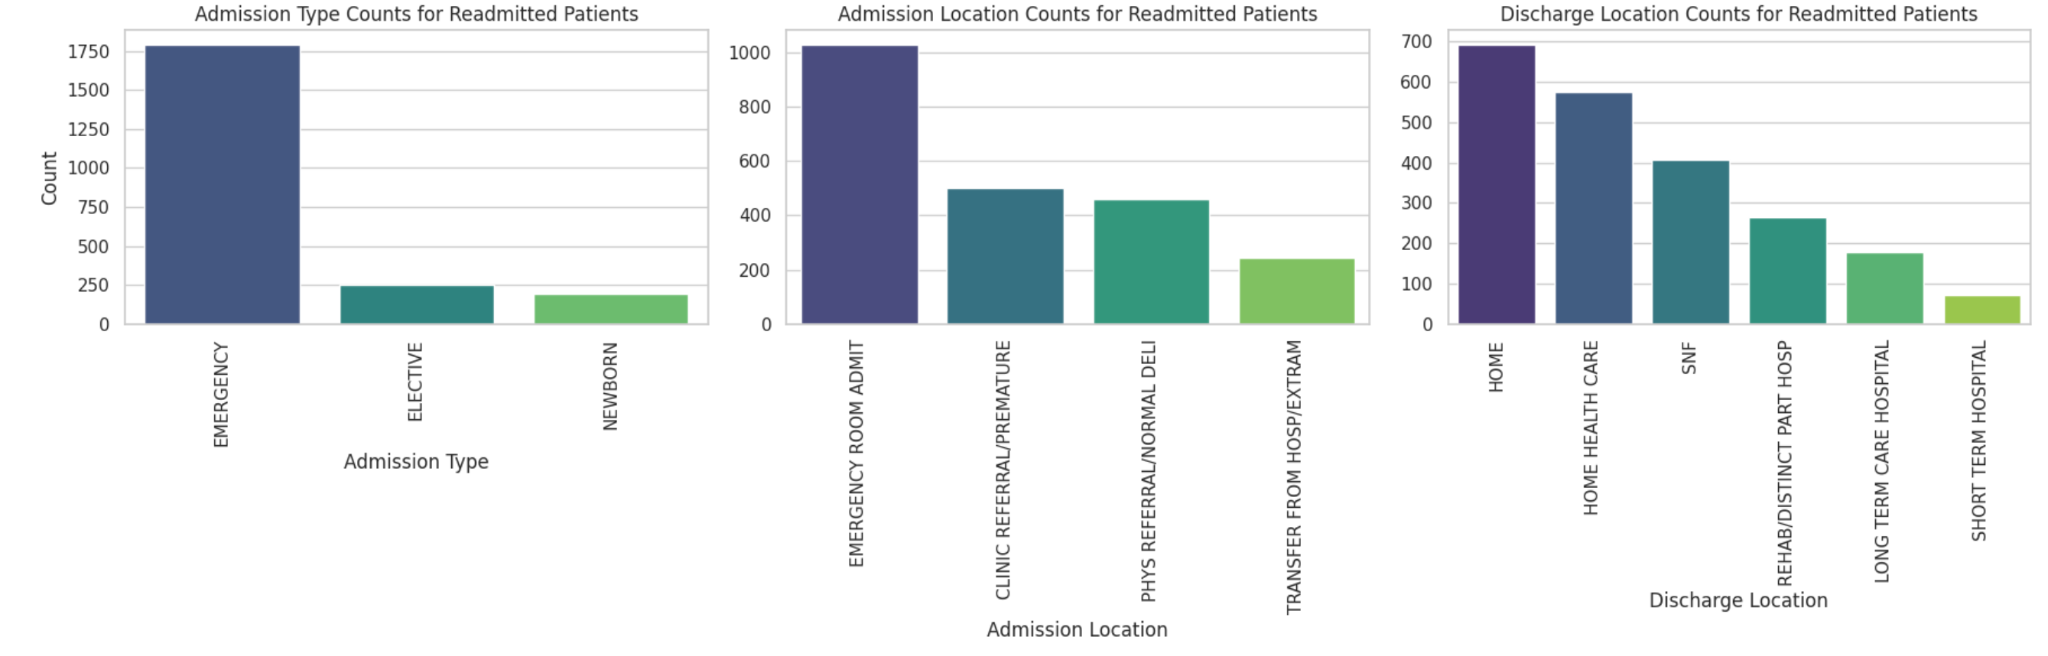 Admission Type Counts for Readmitted Patients
Count
1750
1500
1250
1000
750
500
250
0
EMERGENCY
ELECTIVE
NEWBORN
Admission Type
Admission Location Counts for Readmitted Patients
1000
800
600
400
200
0
EMERGENCY ROOM ADMIT
CLINIC REFERRAL/PREMATURE
PHYS REFERRAL/NORMAL DELI
TRANSFER FROM HOSP/EXTRAM
Admission Location
Discharge Location Counts for Readmitted Patients
700
600
500
400
300
200
100
0
HOME
HOME HEALTH CARE
SNF
REHAB/DISTINCT PART HOSP
LONG TERM CARE HOSPITAL
SHORT TERM HOSPITAL
Discharge Location